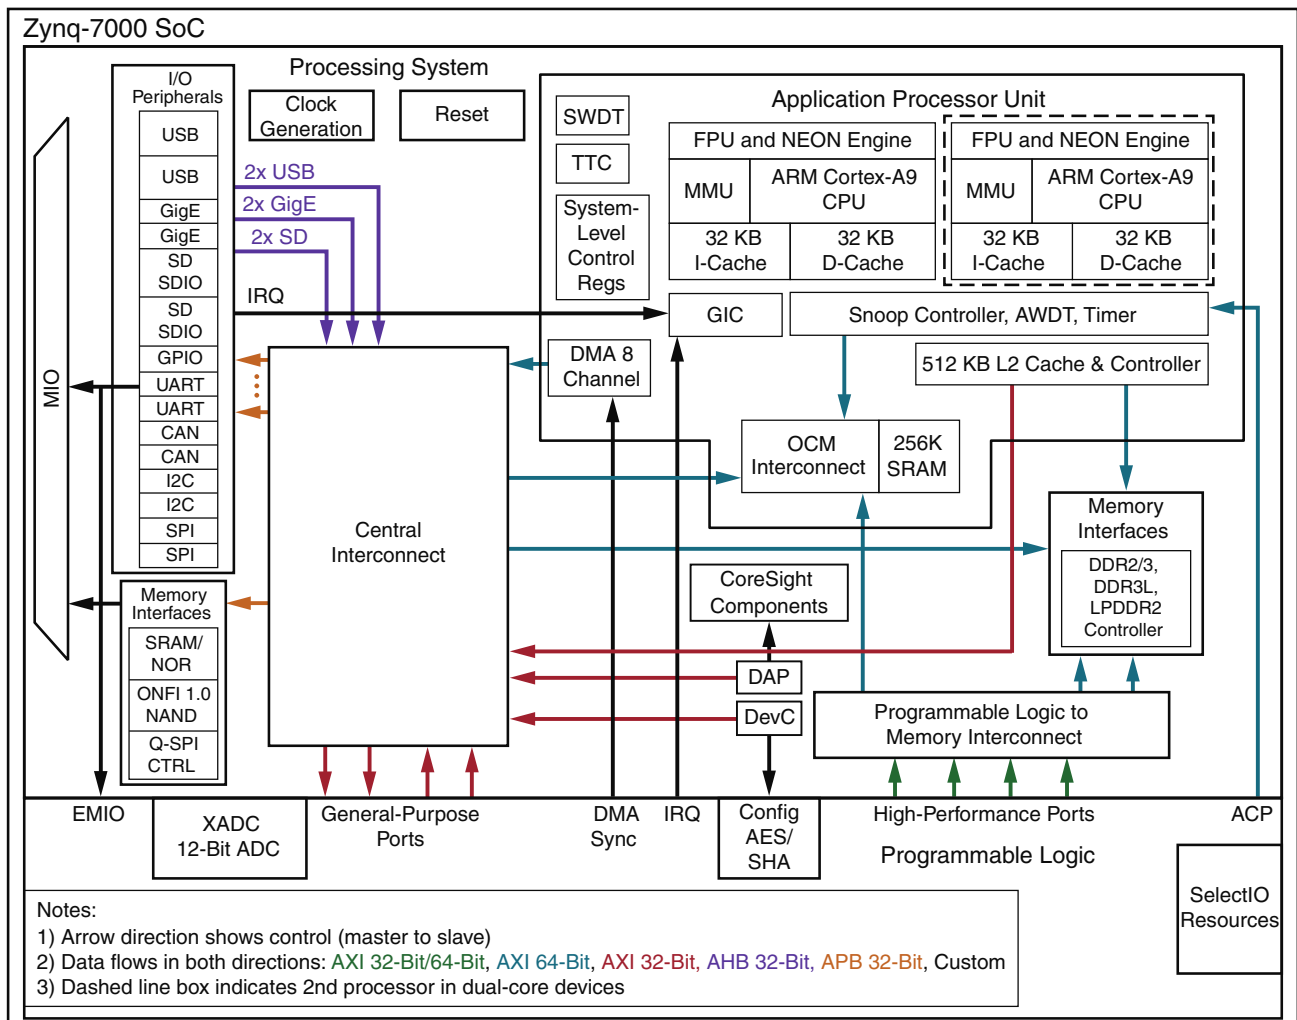 Zynq-7000 SoC
Processing System
I/O
Peripherals
USB
USB
GigE
GigE
SD
SDIO
SD
SDIO
GPIO
UART
UART
CAN
CAN
I2C
I2C
SPI
SPI
MIO
Clock
Generation
Reset
2x USB
2x GigE
2x SD
IRQ
Application Processor Unit
SWDT
TTC
System-
Level
Control
Regs
FPU and NEON Engine
MMU
ARM Cortex-A9
CPU
32 KB
I-Cache
32 KB
D-Cache
FPU and NEON Engine
MMU
ARM Cortex-A9
CPU
32 KB
I-Cache
32 KB
D-Cache
GIC
Snoop Controller, AWDT, Timer
DMA 8
Channel
512 KB L2 Cache & Controller
OCM
Interconnect
256K
SRAM
Central
Interconnect
Memory
Interfaces
DDR2/3,
DDR3L,
LPDDR2
Controller
CoreSight
Components
DAP
DevC
Programmable Logic to
Memory Interconnect
Memory
Interfaces
SRAM/
NOR
ONFI 1.0
NAND
Q-SPI
CTRL
EMIO
XADC
12-Bit ADC
General-Purpose
Ports
DMA
Sync
IRQ
Config
AES/
SHA
High-Performance Ports
ACP
Programmable Logic
SelectIO
Resources
Notes:
1) Arrow direction shows control (master to slave)
2) Data flows in both directions: AXI 32-Bit/64-Bit, AXI 64-Bit, AXI 32-Bit, AHB 32-Bit, APB 32-Bit, Custom
3) Dashed line box indicates 2nd processor in dual-core devices